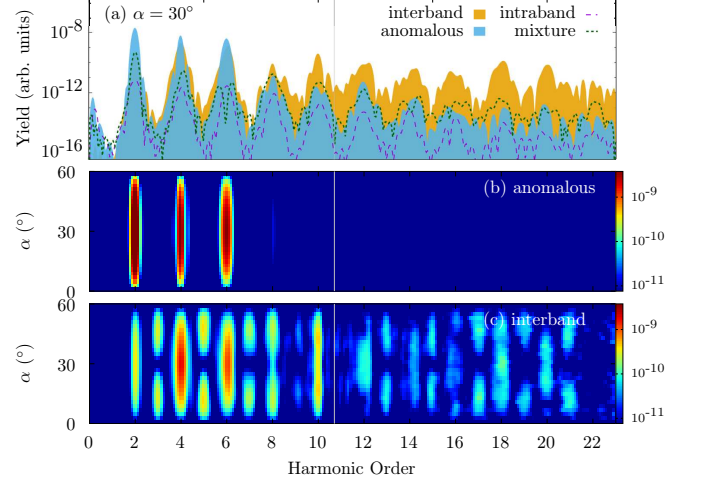 (a) α = 30°
interband intraband
anomalous mixture
Yield (arb. units)
10-8
10-12
10-16
(b) anomalous
α (°)
60
30
0
10-9
10-10
10-11
(c) interband
α (°)
60
30
0
10-9
10-10
10-11
0 2 4 6 8 10 12 14 16 18 20 22
Harmonic Order